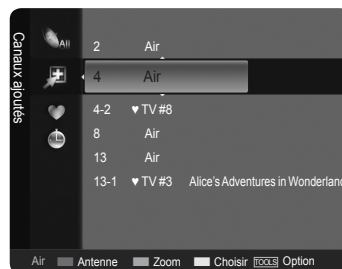 Canaux ajoutés
All
2 Air
4 Air
4-2 ♥ TV #8
8 Air
13 Air
13-1 ♥ TV #3 Alice's Adventures in Wonderland
Air Antenne Zoom Choisir TOOLS Option